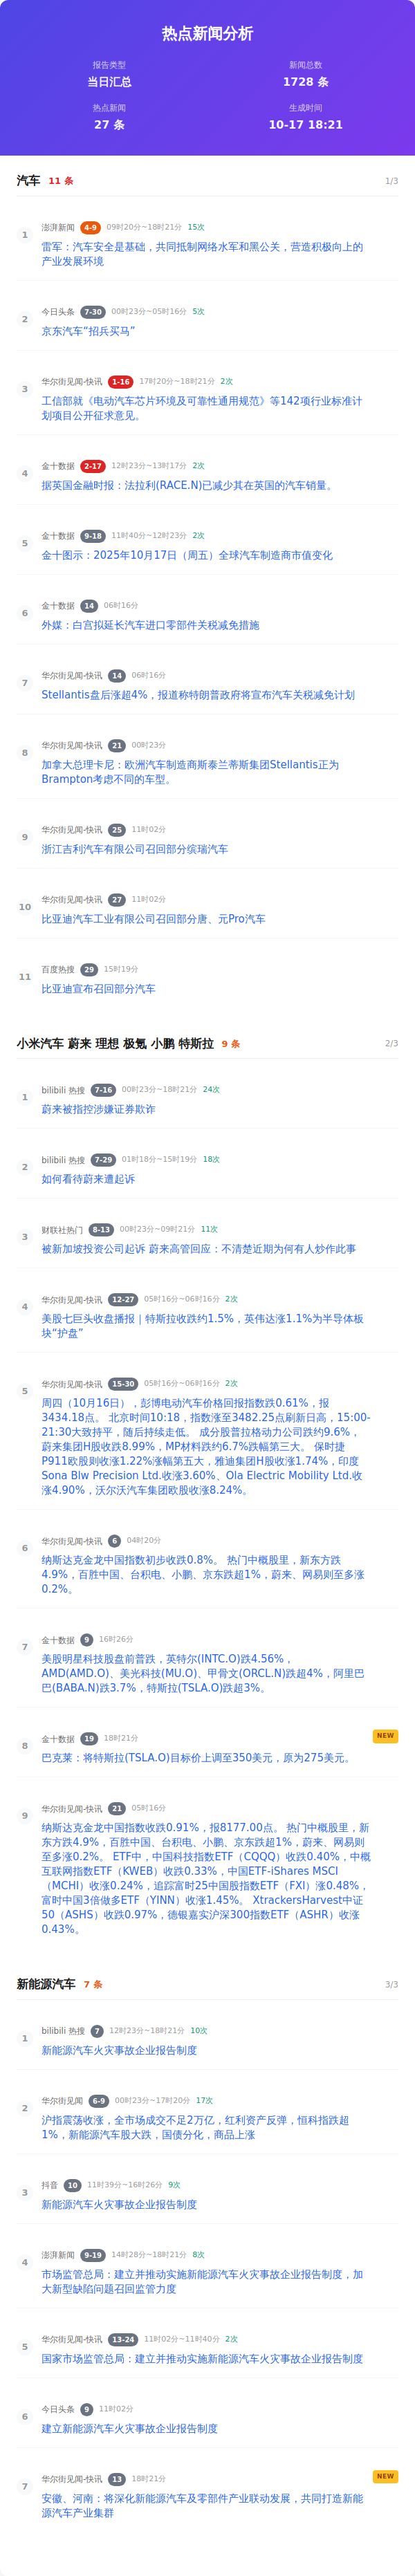 热点新闻分析
报告类型
当日汇总
新闻总数
1728 条
热点新闻
27 条
生成时间
10-17 18:21
汽车 11 条 1/3
1
澎湃新闻 4-9 09时20分~18时21分 15次
雷军：汽车安全是基础，共同抵制网络水军和黑公关，营造积极向上的
产业发展环境
2
今日头条 7-30 00时23分~05时16分 5次
京东汽车“招兵买马”
3
华尔街见闻-快讯 1-16 17时20分~18时21分 2次
工信部就《电动汽车芯片环境及可靠性通用规范》等142项行业标准计
划项目公开征求意见。
4
金十数据 2-17 12时23分~13时17分 2次
据英国金融时报：法拉利(RACE.N)已减少其在英国的汽车销量。
5
金十数据 9-18 11时40分~12时23分 2次
金十图示：2025年10月17日（周五）全球汽车制造商市值变化
6
金十数据 14 06时16分
外媒：白宫拟延长汽车进口零部件关税减免措施
7
华尔街见闻-快讯 14 06时16分
Stellantis盘后涨超4%，报道称特朗普政府将宣布汽车关税减免计划
8
华尔街见闻-快讯 21 00时23分
加拿大总理卡尼：欧洲汽车制造商斯泰兰蒂斯集团Stellantis正为
Brampton考虑不同的车型。
9
华尔街见闻-快讯 25 11时02分
浙江吉利汽车有限公司召回部分缤瑞汽车
10
华尔街见闻-快讯 27 11时02分
比亚迪汽车工业有限公司召回部分唐、元Pro汽车
11
百度热搜 29 15时19分
比亚迪宣布召回部分汽车
小米汽车 蔚来 理想 极氪 小鹏 特斯拉 9 条 2/3
1
bilibili 热搜 7-16 00时23分~18时21分 24次
蔚来被指控涉嫌证券欺诈
2
bilibili 热搜 7-29 01时18分~15时19分 18次
如何看待蔚来遭起诉
3
财联社热门 8-13 00时23分~09时21分 11次
被新加坡投资公司起诉 蔚来高管回应：不清楚近期为何有人炒作此事
4
华尔街见闻-快讯 12-27 05时16分~06时16分 2次
美股七巨头收盘播报｜特斯拉收跌约1.5%，英伟达涨1.1%为半导体板
块“护盘”
5
华尔街见闻-快讯 15-30 05时16分~06时16分 2次
周四（10月16日），彭博电动汽车价格回报指数跌0.61%，报
3434.18点。 北京时间10:18，指数涨至3482.25点刷新日高，15:00-
21:30大致持平，随后持续走低。 成分股普拉格动力公司跌约9.6%，
蔚来集团H股收跌8.99%，MP材料跌约6.7%跌幅第三大。 保时捷
P911欧股则收涨1.22%涨幅第五大，雅迪集团H股收涨1.74%，印度
Sona Blw Precision Ltd.收涨3.60%、Ola Electric Mobility Ltd.收
涨4.90%，沃尔沃汽车集团欧股收涨8.24%。
6
华尔街见闻-快讯 6 04时20分
纳斯达克金龙中国指数初步收跌0.8%。 热门中概股里，新东方跌
4.9%，百胜中国、台积电、小鹏、京东跌超1%，蔚来、网易则至多涨
0.2%。
7
金十数据 9 16时26分
美股明星科技股盘前普跌，英特尔(INTC.O)跌4.56%，
AMD(AMD.O)、美光科技(MU.O)、甲骨文(ORCL.N)跌超4%，阿里巴
巴(BABA.N)跌3.7%，特斯拉(TSLA.O)跌超3%。
8
金十数据 19 18时21分 NEW
巴克莱：将特斯拉(TSLA.O)目标价上调至350美元，原为275美元。
9
华尔街见闻-快讯 21 05时16分
纳斯达克金龙中国指数收跌0.91%，报8177.00点。 热门中概股里，新
东方跌4.9%，百胜中国、台积电、小鹏、京东跌超1%，蔚来、网易则
至多涨0.2%。 ETF中，中国科技指数ETF（CQQQ）收跌0.40%，中概
互联网指数ETF（KWEB）收跌0.33%，中国ETF-iShares MSCI
（MCHI）收涨0.24%，追踪富时25中国股指数ETF（FXI）涨0.48%，
富时中国3倍做多ETF（YINN）收涨1.45%。 XtrackersHarvest中证
50（ASHS）收跌0.97%，德银嘉实沪深300指数ETF（ASHR）收涨
0.43%。
新能源汽车 7 条 3/3
1
bilibili 热搜 7 12时23分~18时21分 10次
新能源汽车火灾事故企业报告制度
2
华尔街见闻 6-9 00时23分~17时20分 17次
沪指震荡收涨，全市场成交不足2万亿，红利资产反弹，恒科指跌超
1%，新能源汽车股大跌，国债分化，商品上涨
3
抖音 10 11时39分~16时26分 9次
新能源汽车火灾事故企业报告制度
4
澎湃新闻 9-19 14时28分~18时21分 8次
市场监管总局：建立并推动实施新能源汽车火灾事故企业报告制度，加
大新型缺陷问题召回监管力度
5
华尔街见闻-快讯 13-24 11时02分~11时40分 2次
国家市场监管总局：建立并推动实施新能源汽车火灾事故企业报告制度
6
今日头条 9 11时02分
建立新能源汽车火灾事故企业报告制度
7
华尔街见闻-快讯 13 18时21分 NEW
安徽、河南：将深化新能源汽车及零部件产业联动发展，共同打造新能
源汽车产业集群